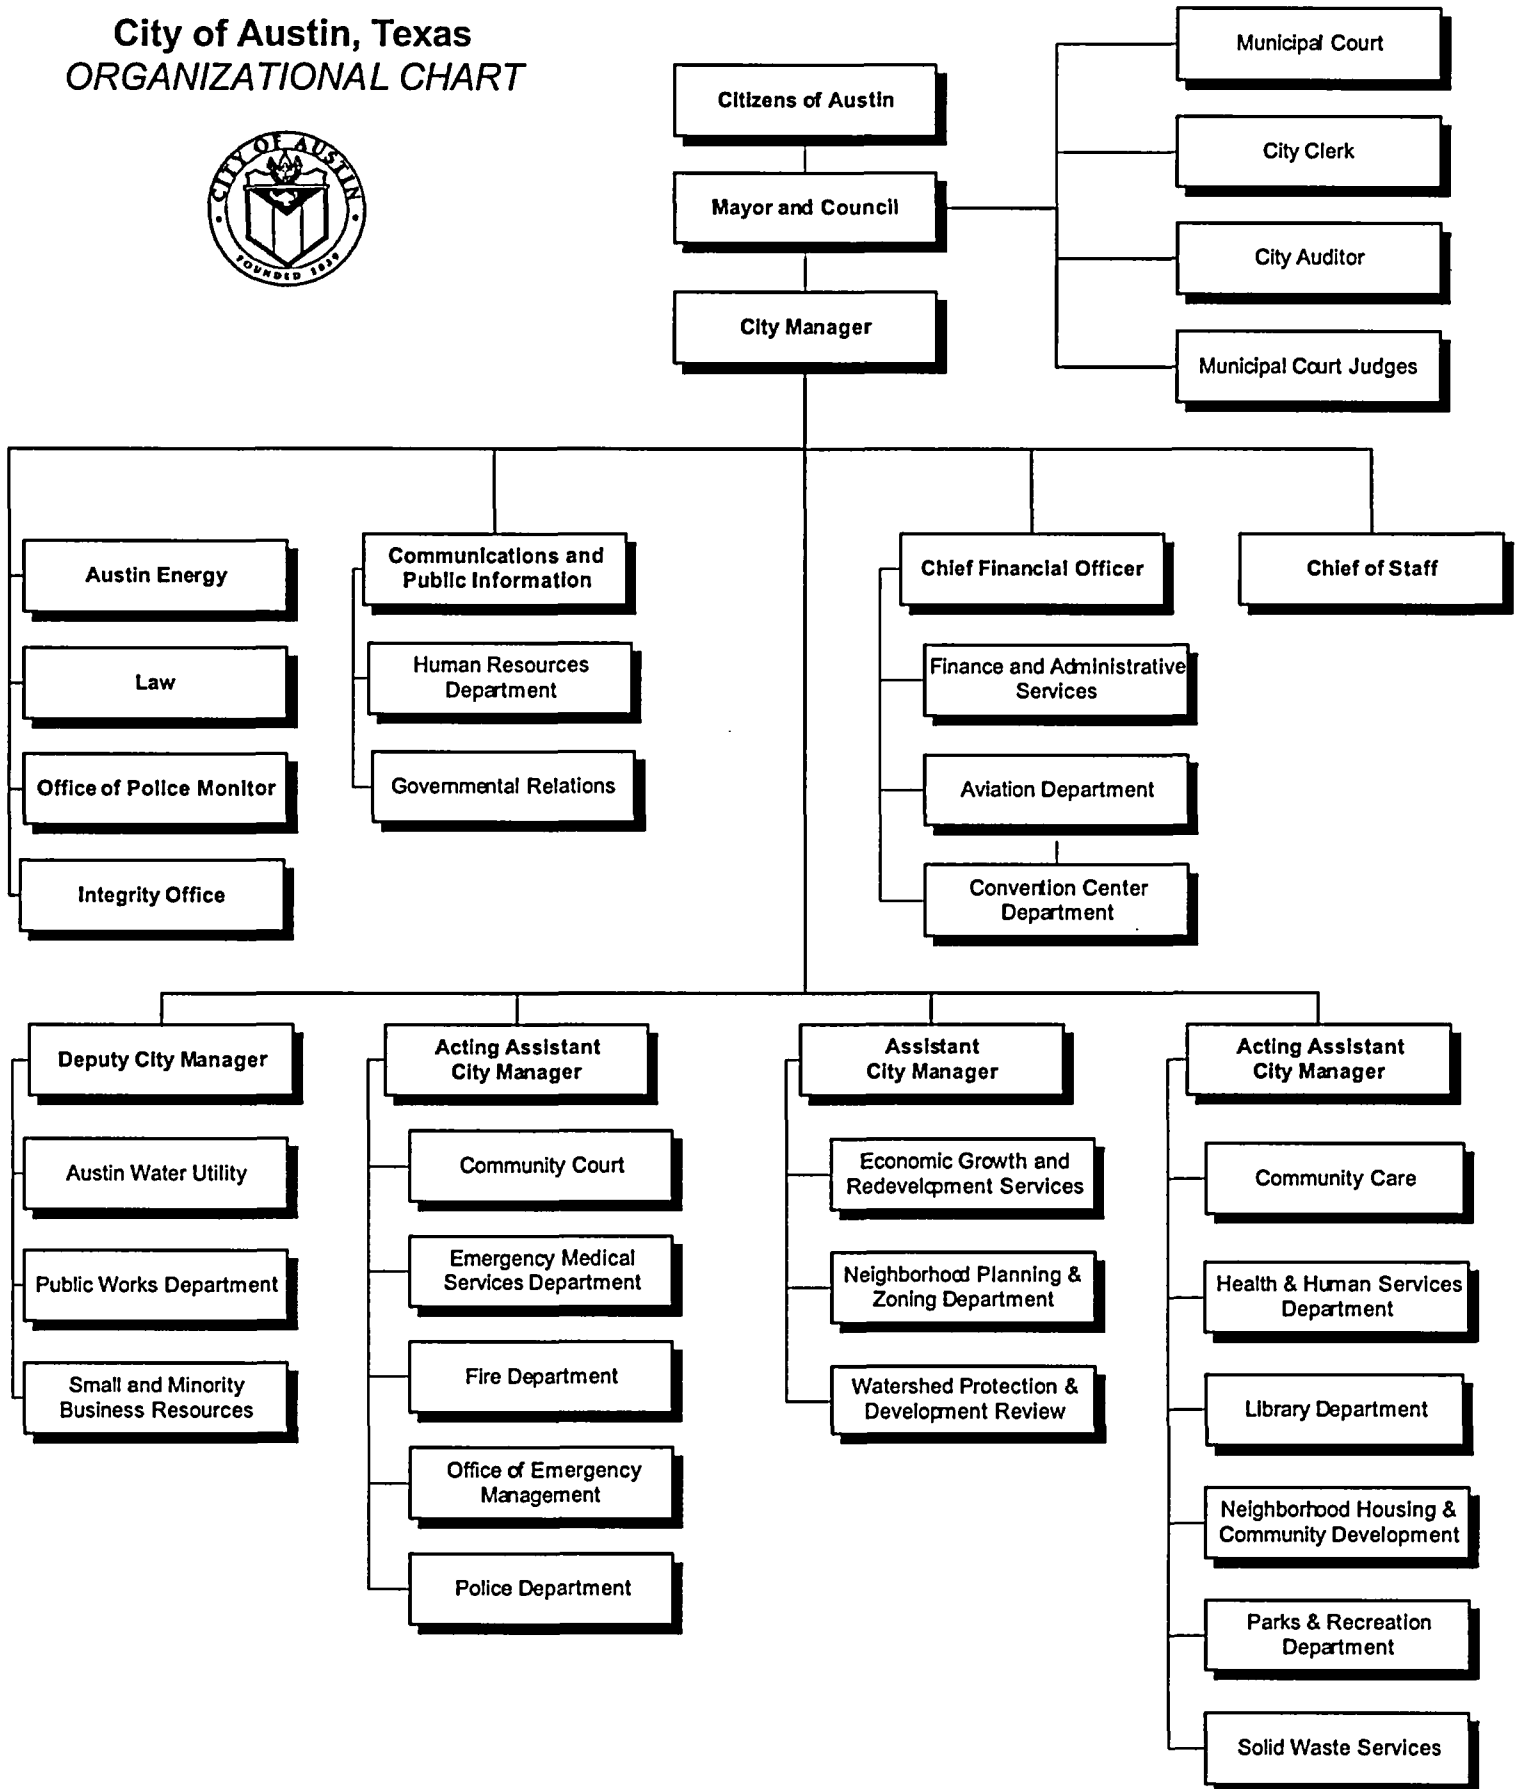 City of Austin, Texas
ORGANIZATIONAL CHART
CITY OF AUSTIN
FOUNDED 1839
Citizens of Austin
Mayor and Council
City Manager
Municipal Court
City Clerk
City Auditor
Municipal Court Judges
Austin Energy
Law
Office of Police Monitor
Integrity Office
Communications and
Public Information
Human Resources
Department
Governmental Relations
Chief Financial Officer
Finance and Administrative
Services
Aviation Department
Convention Center
Department
Chief of Staff
Deputy City Manager
Austin Water Utility
Public Works Department
Small and Minority
Business Resources
Acting Assistant
City Manager
Community Court
Emergency Medical
Services Department
Fire Department
Office of Emergency
Management
Police Department
Assistant
City Manager
Economic Growth and
Redevelopment Services
Neighborhood Planning &
Zoning Department
Watershed Protection &
Development Review
Acting Assistant
City Manager
Community Care
Health & Human Services
Department
Library Department
Neighborhood Housing &
Community Development
Parks & Recreation
Department
Solid Waste Services